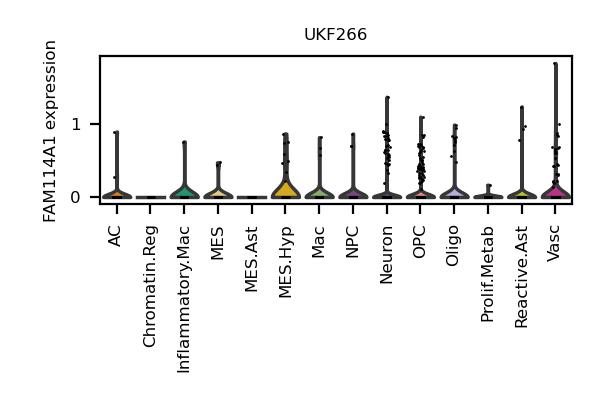 UKF266
FAM114A1 expression
1
0
AC
Chromatin.Reg
Inflammatory.Mac
MES
MES.Ast
MES.Hyp
Mac
NPC
Neuron
OPC
Oligo
Prolif.Metab
Reactive.Ast
Vasc